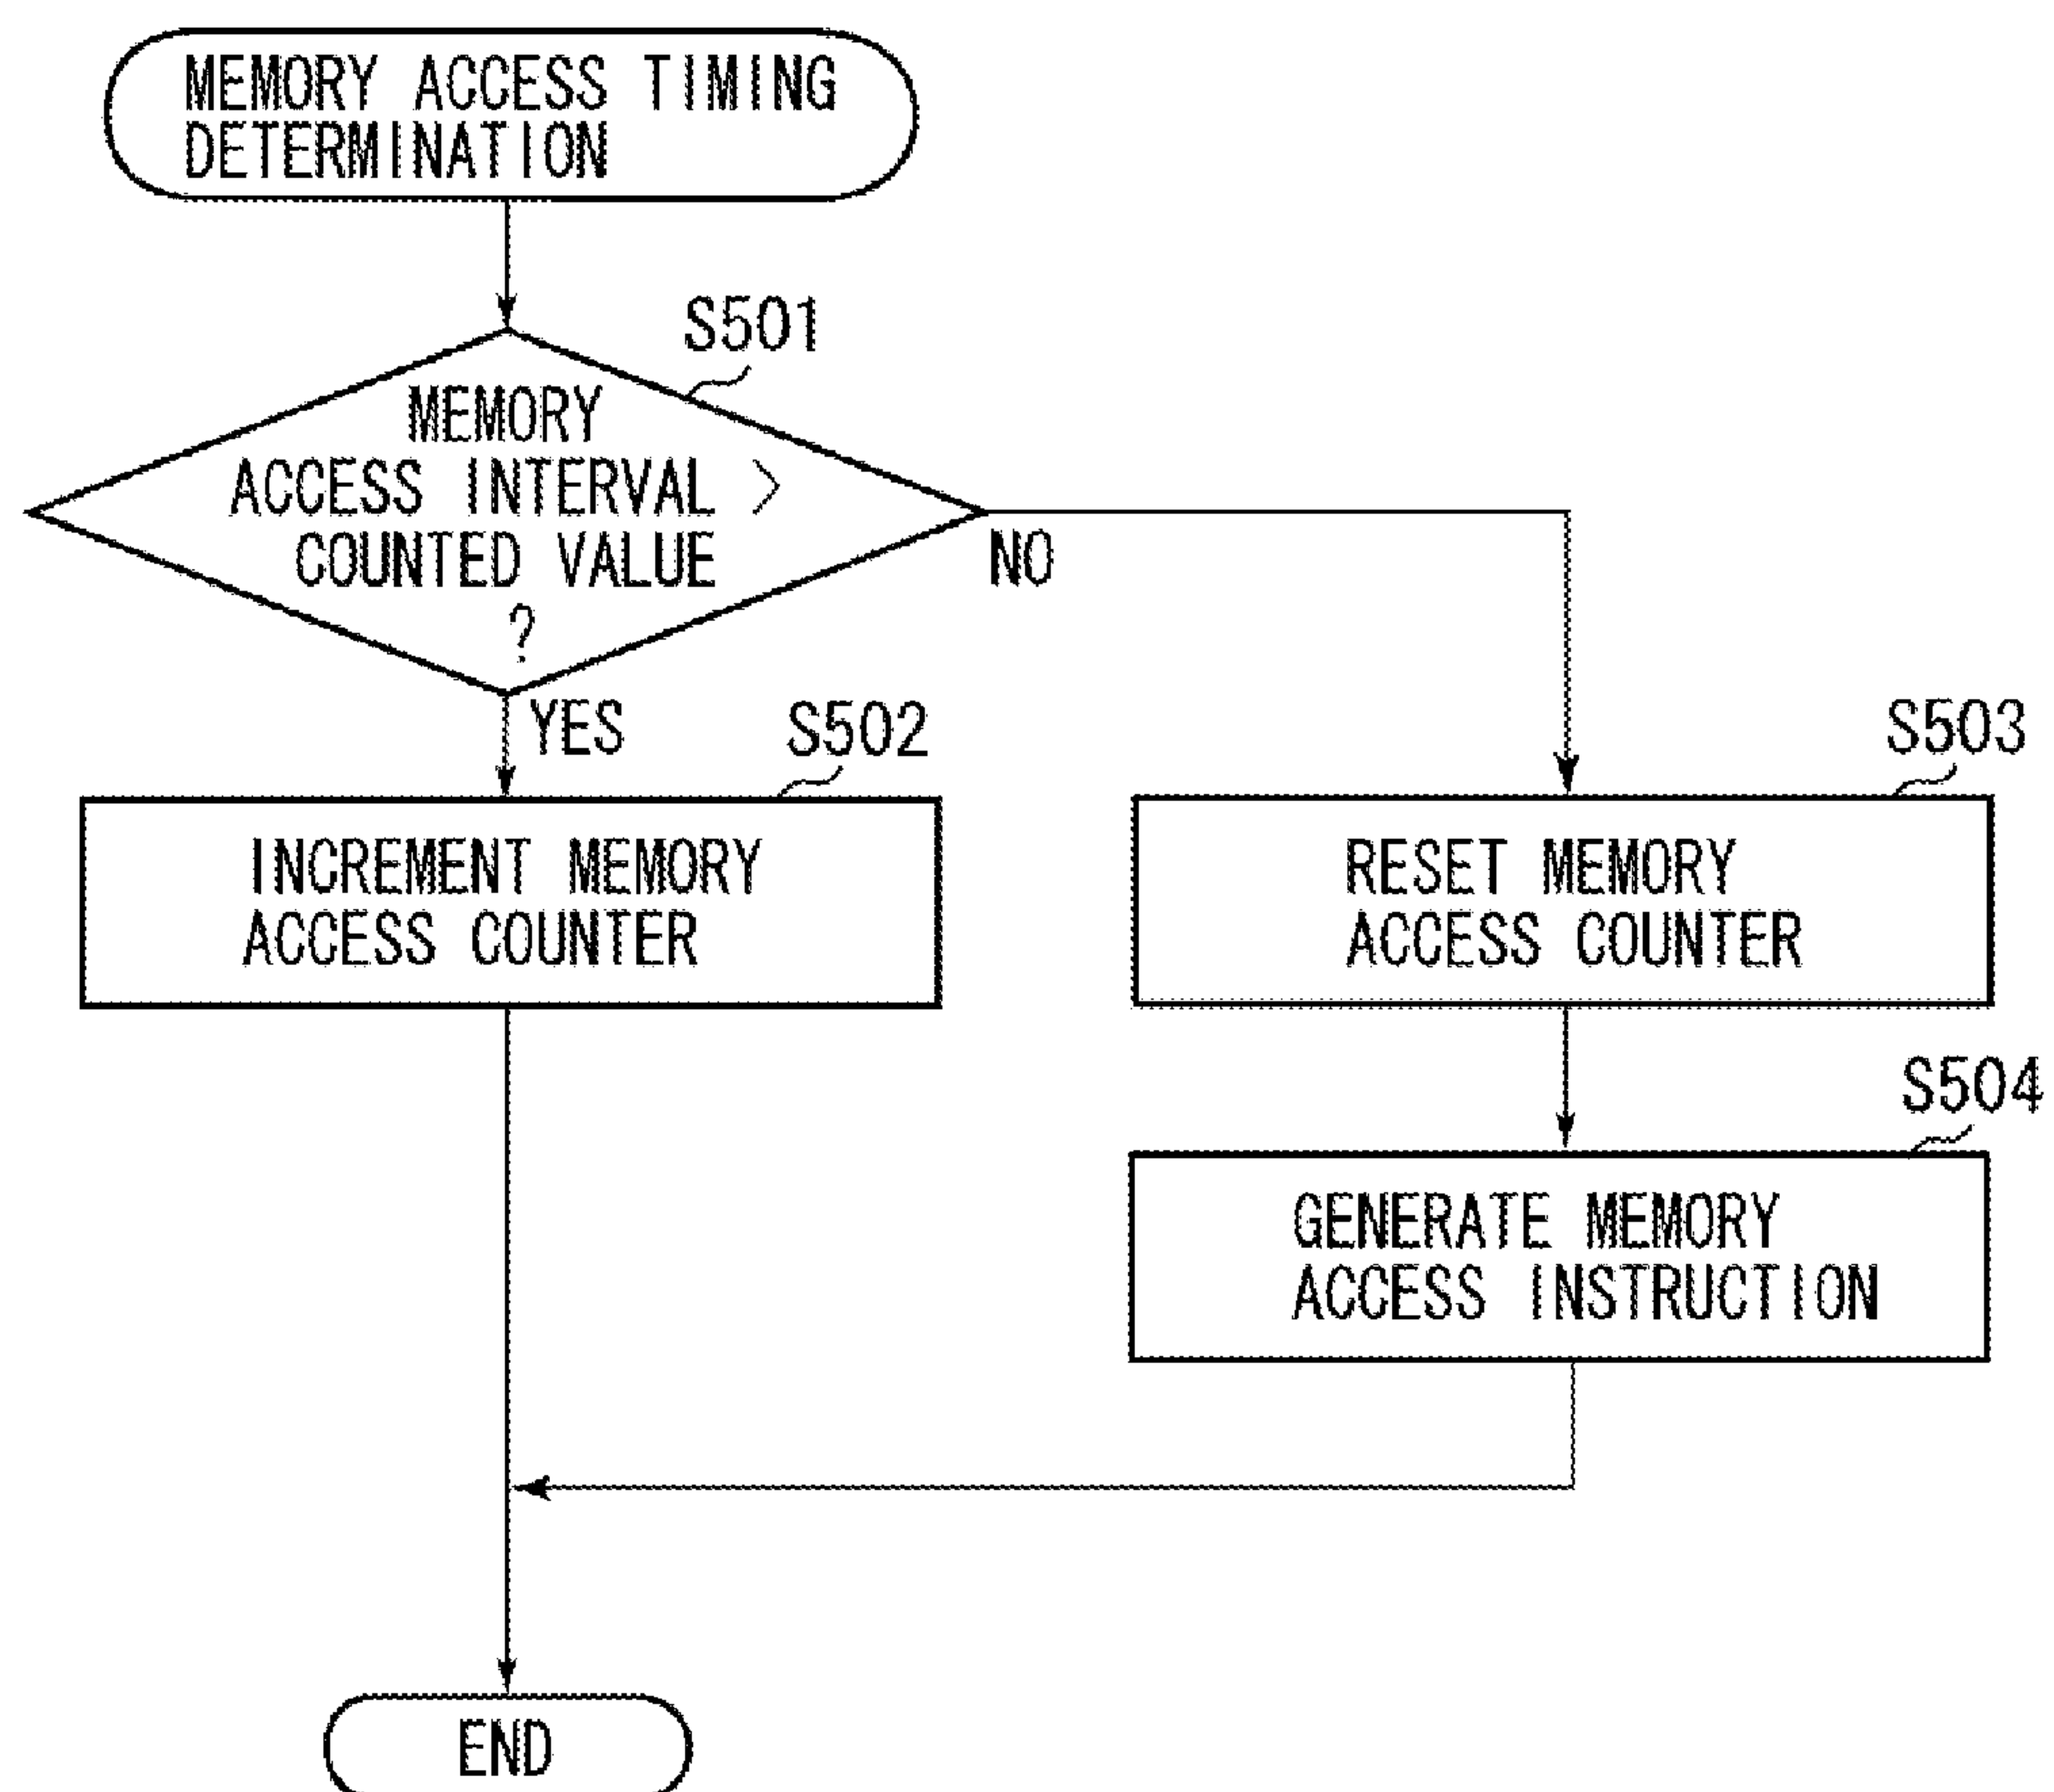 MEMORY ACCESS TIMING
DETERMINATION
S501
MEMORY
ACCESS INTERVAL >
COUNTED VALUE
?
NO
YES
S502
INCREMENT MEMORY
ACCESS COUNTER
S503
RESET MEMORY
ACCESS COUNTER
S504
GENERATE MEMORY
ACCESS INSTRUCTION
END